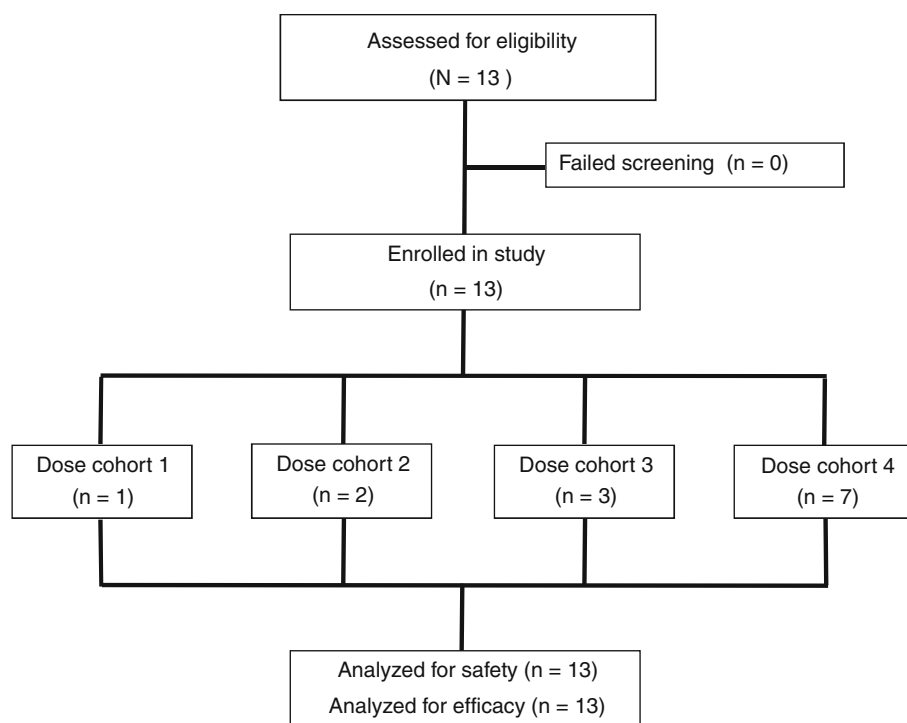 Assessed for eligibility
(N = 13 )
Failed screening (n = 0)
Enrolled in study
(n = 13)
Dose cohort 1
(n = 1)
Dose cohort 2
(n = 2)
Dose cohort 3
(n = 3)
Dose cohort 4
(n = 7)
Analyzed for safety (n = 13)
Analyzed for efficacy (n = 13)